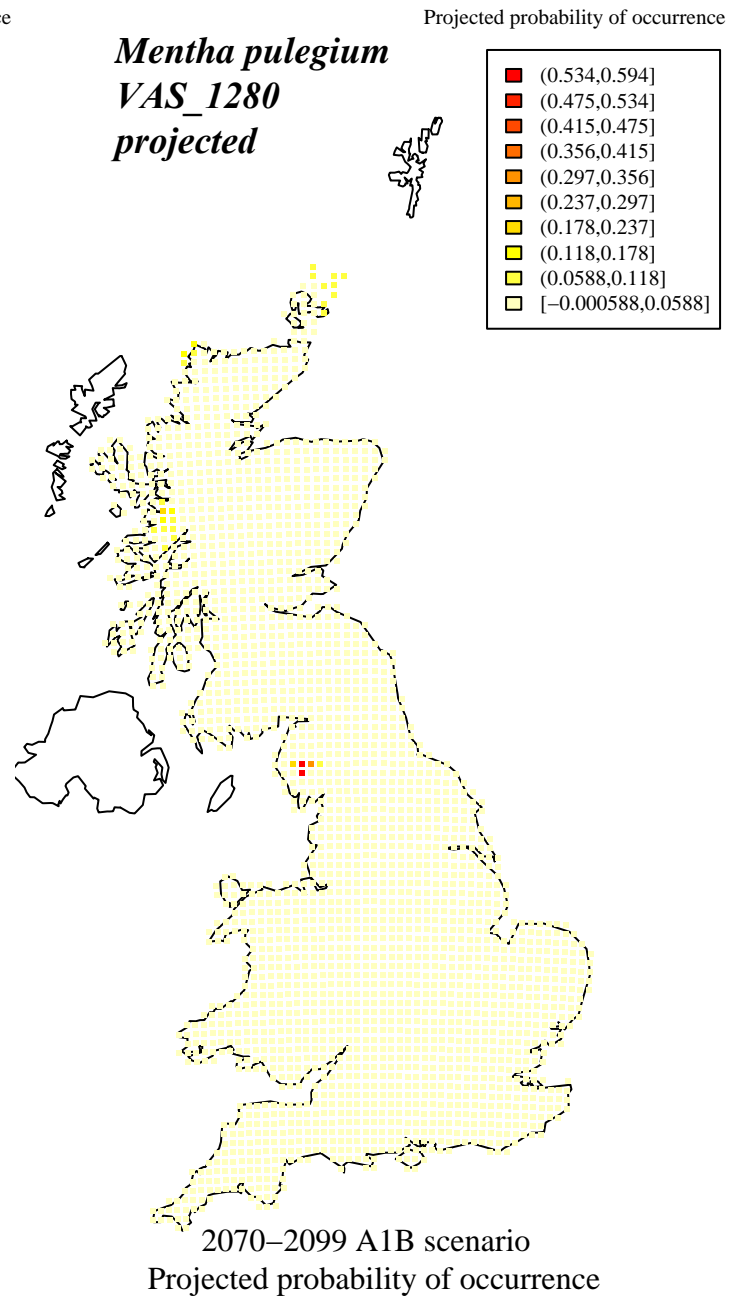 ce
Projected probability of occurrence
Mentha pulegium
VAS_1280
projected
(0.534,0.594]
(0.475,0.534]
(0.415,0.475]
(0.356,0.415]
(0.297,0.356]
(0.237,0.297]
(0.178,0.237]
(0.118,0.178]
(0.0588,0.118]
[−0.000588,0.0588]
2070−2099 A1B scenario
Projected probability of occurrence